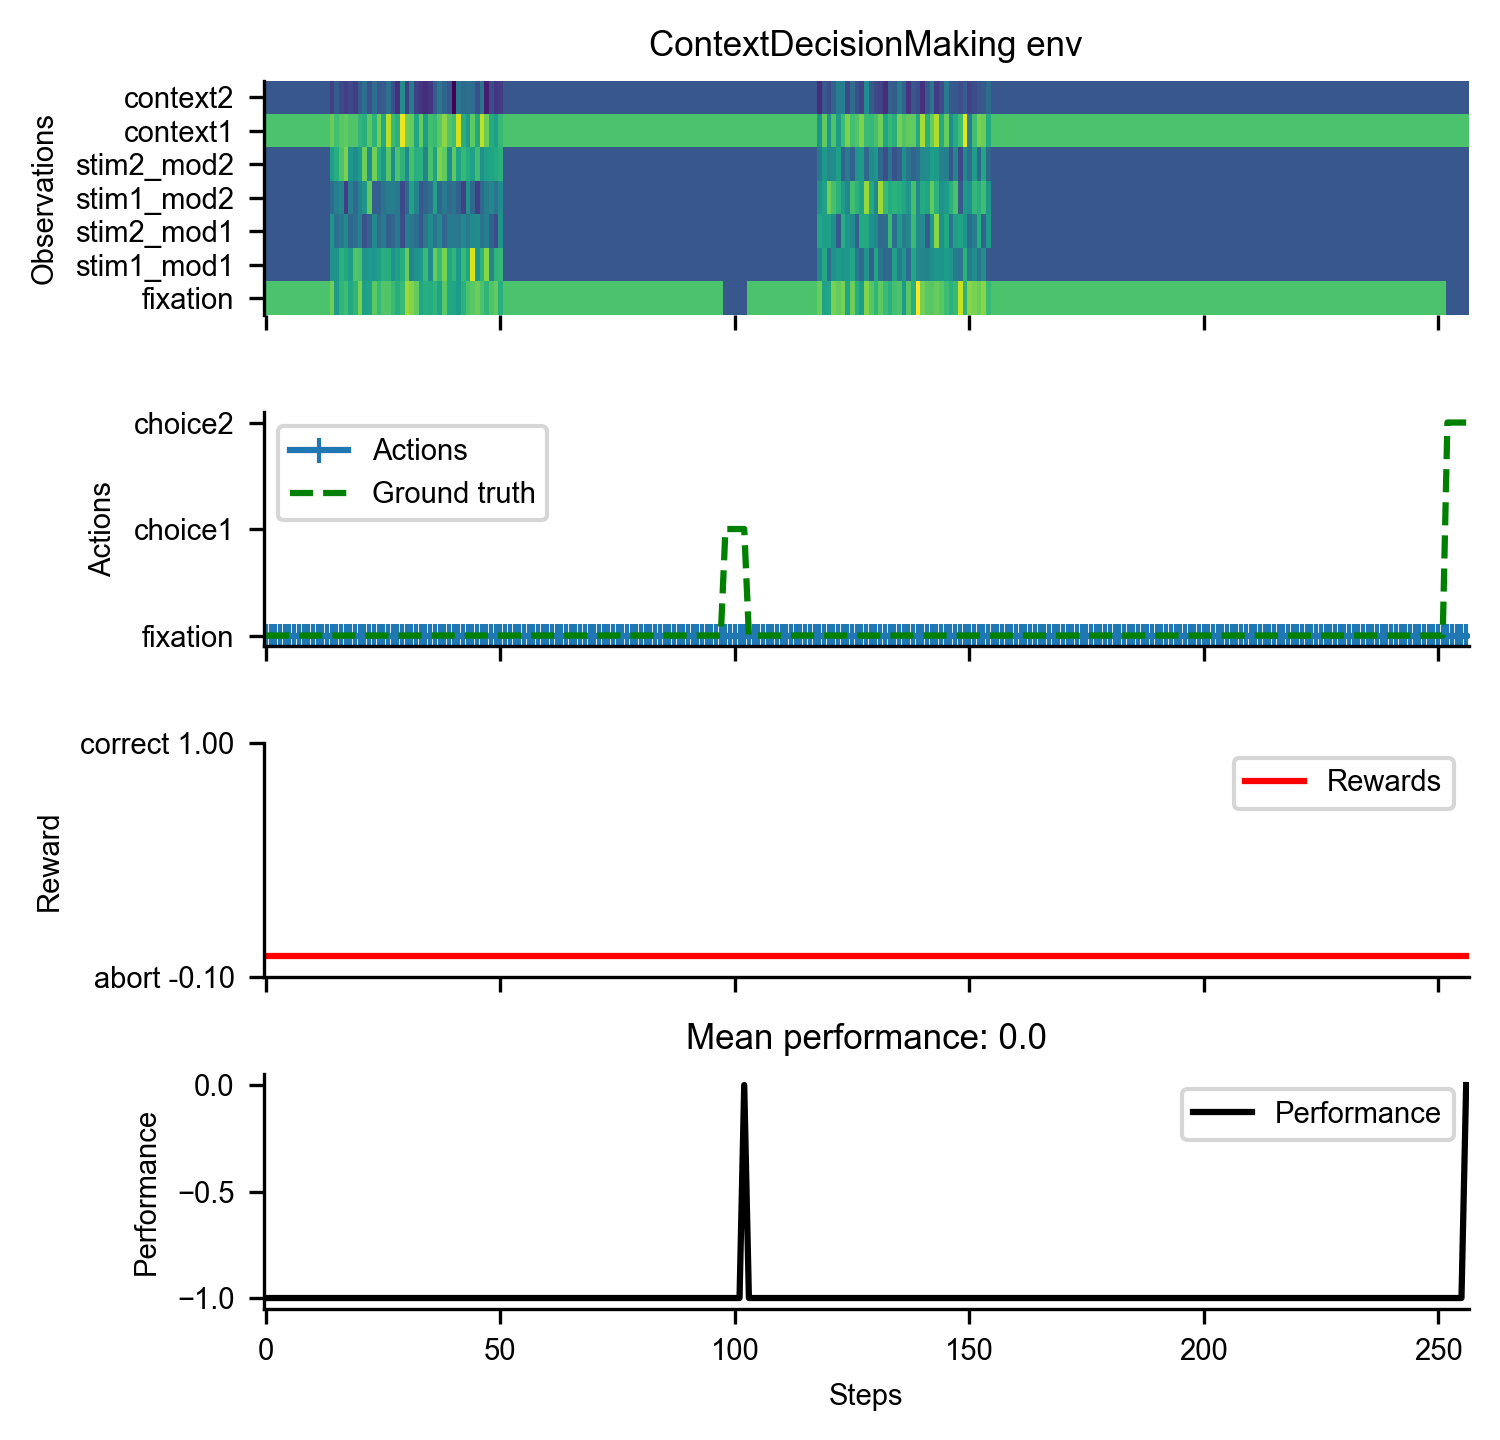 ContextDecisionMaking env
Observations
context2
context1
stim2_mod2
stim1_mod2
stim2_mod1
stim1_mod1
fixation
Actions
choice2
choice1
fixation
Actions
Ground truth
Reward
correct 1.00
abort -0.10
Rewards
Mean performance: 0.0
Performance
0.0
−0.5
−1.0
Performance
0 50 100 150 200 250
Steps